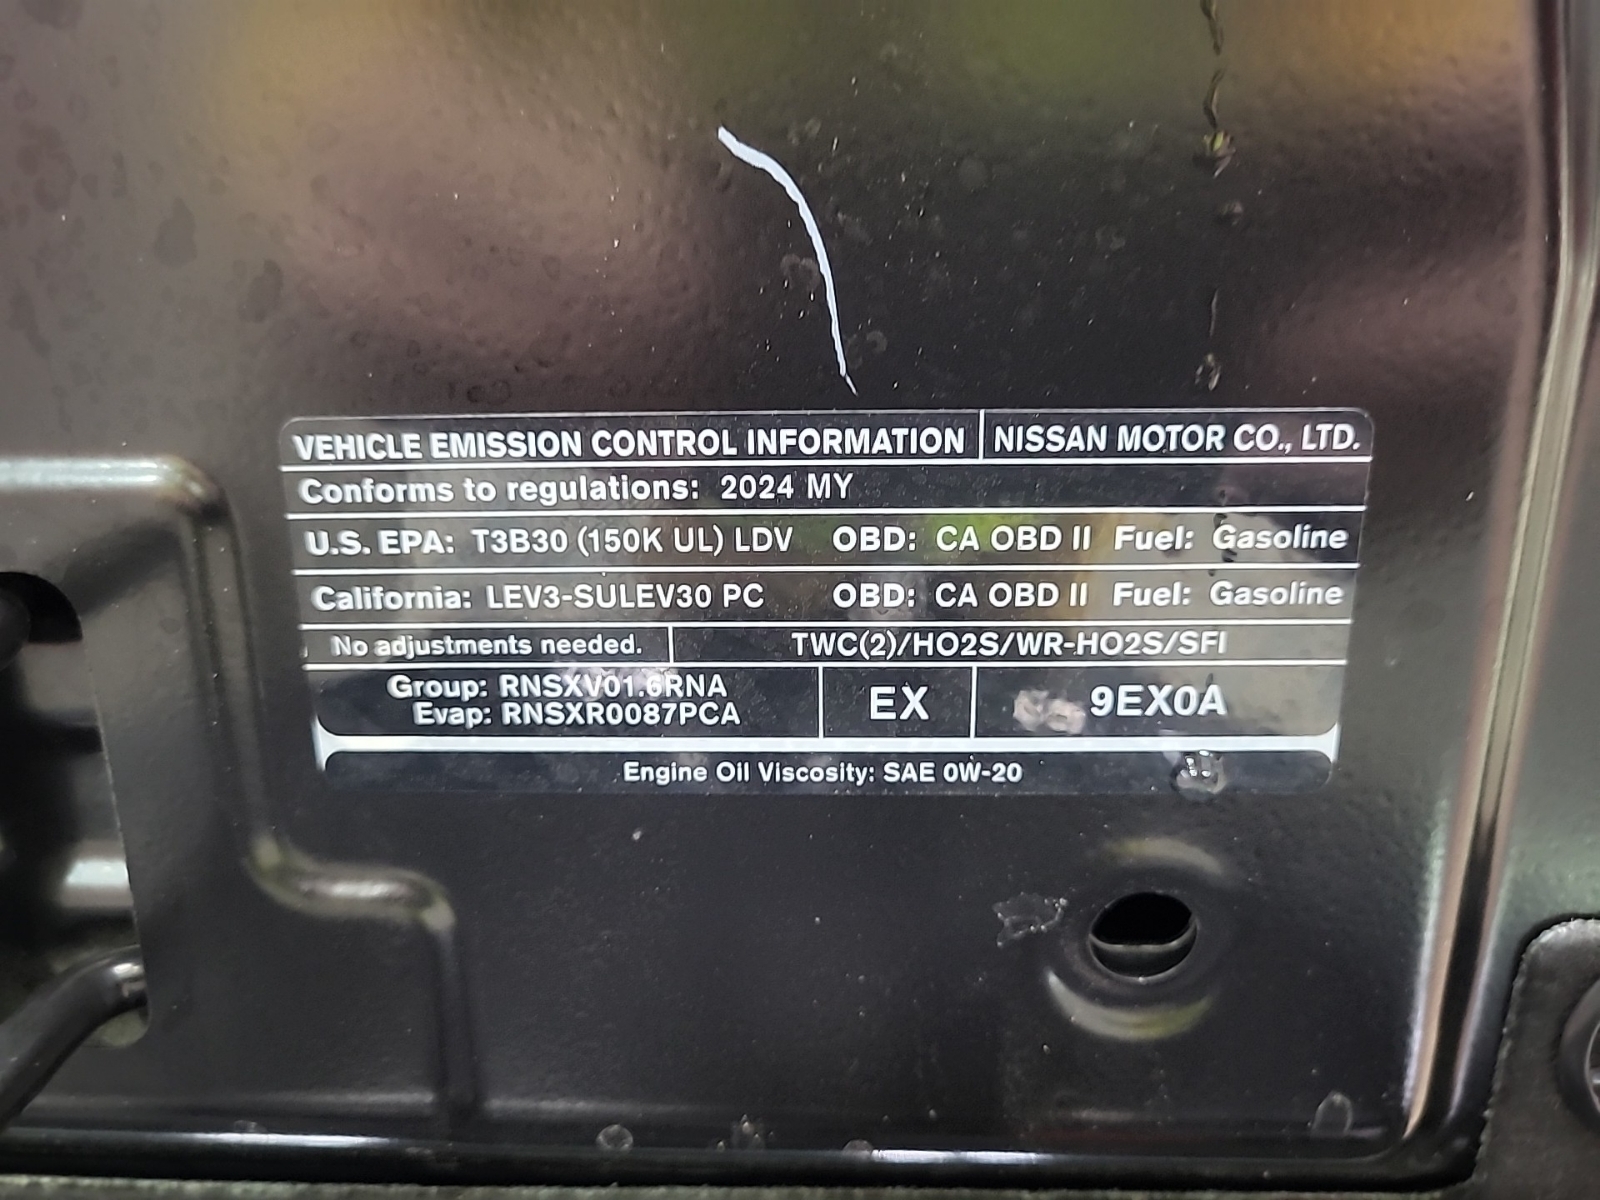 VEHICLE EMISSION CONTROL INFORMATION NISSAN MOTOR CO., LTD.
Conforms to regulations: 2024 MY
U.S. EPA: T3B30 (150K UL) LDV OBD: CA OBD II Fuel: Gasoline
California: LEV3-SULEV30 PC OBD: CA OBD II Fuel: Gasoline
No adjustments needed. TWC(2)/HO2S/WR-HO2S/SFI
Group: RNSXV01.6RNA
Evap: RNSXR0087PCA
EX
9EX0A
Engine Oil Viscosity: SAE 0W-20